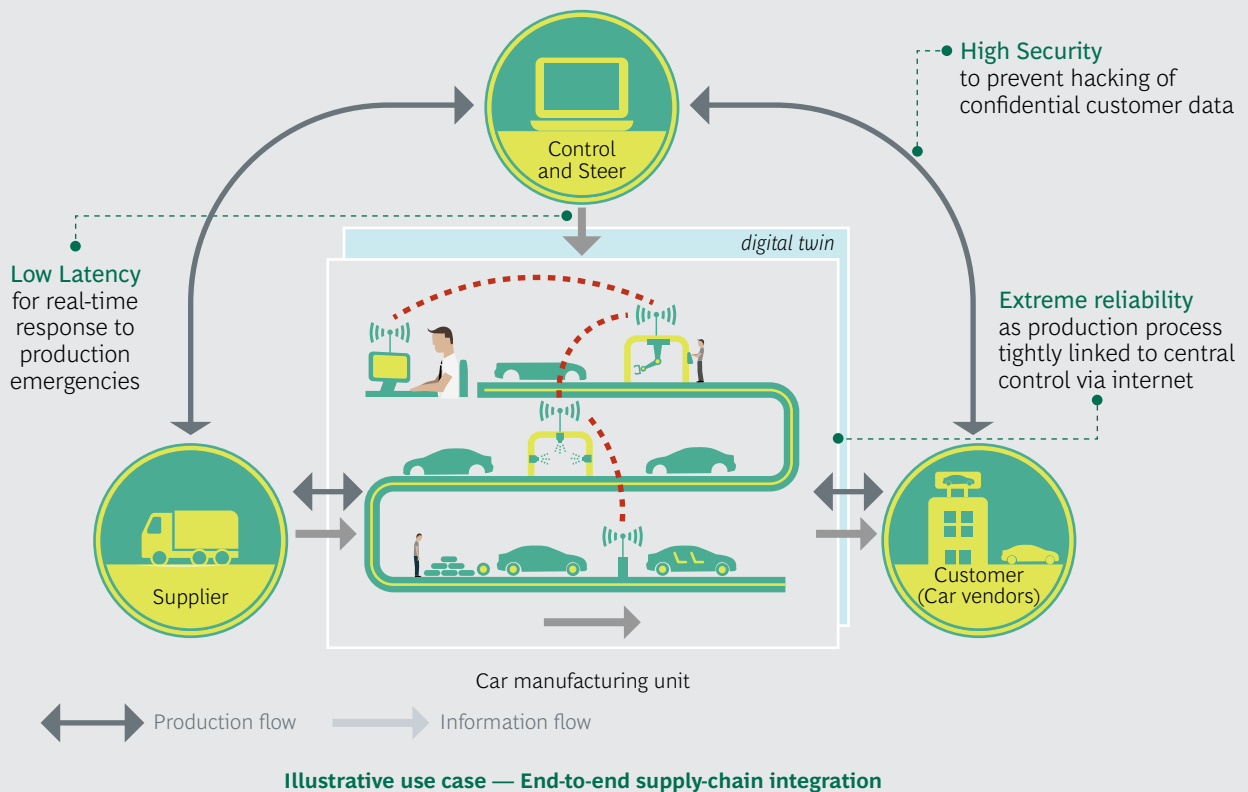 High Security
to prevent hacking of
confidential customer data
Control
and Steer
digital twin
Low Latency
for real-time
response to
production
emergencies
Extreme reliability
as production process
tightly linked to central
control via internet
Supplier
Customer
(Car vendors)
Car manufacturing unit
Production flow
Information flow
Illustrative use case — End-to-end supply-chain integration